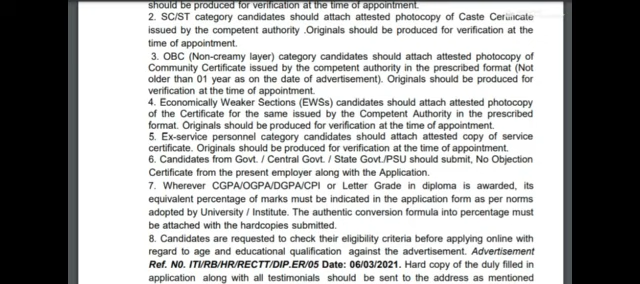 should be produced for verification at the time of appointment.
2. SC/ST category candidates should attach attested photocopy of Caste Certificate
issued by the competent authority .Originals should be produced for verification at the
time of appointment.
3. OBC (Non-creamy layer) category candidates should attach attested photocopy of
Community Certificate issued by the competent authority in the prescribed format (Not
older than 01 year as on the date of advertisement). Originals should be produced for
verification at the time of appointment.
4. Economically Weaker Sections (EWSs) candidates should attach attested photocopy
of the Certificate for the same issued by the Competent Authority in the prescribed
format. Originals should be produced for verification at the time of appointment.
5. Ex-service personnel category candidates should attach attested copy of service
certificate. Originals should be produced for verification at the time of appointment.
6. Candidates from Govt. / Central Govt. / State Govt./PSU should submit, No Objection
Certificate from the present employer along with the Application.
7. Wherever CGPA/OGPA/DGPA/CPI or Letter Grade in diploma is awarded, its
equivalent percentage of marks must be indicated in the application form as per norms
adopted by University / Institute. The authentic conversion formula into percentage must
be attached with the hardcopies submitted.
8. Candidates are requested to check their eligibility criteria before applying online with
regard to age and educational qualification against the advertisement. Advertisement
Ref. N0. ITI/RB/HR/RECTT/DIP.ER/05 Date: 06/03/2021. Hard copy of the duly filled in
application along with all testimonials should be sent to the address as mentioned